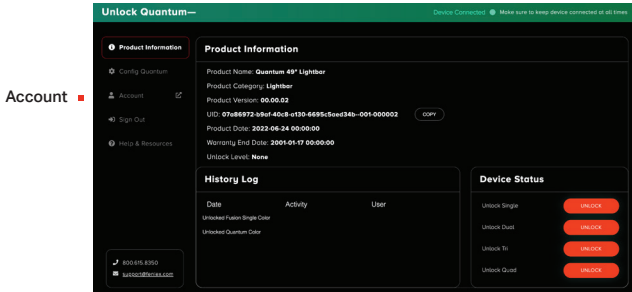 Unlock Quantum—
Device Connected Make sure to keep device connected at all times
Account
Product Information
Config Quantum
Account
Sign Out
Help & Resources
800.615.8350
support@feniex.com
Product Information
Product Name: Quantum 49" Lightbar
Product Category: Lightbar
Product Version: 00.00.02
UID: 07a86972-b9af-40c8-a130-6695c5aed34b--001-000002 COPY
Product Date: 2022-06-24 00:00:00
Warranty End Date: 2001-01-17 00:00:00
Unlock Level: None
History Log
Date Activity User
Unlocked Fusion Single Color
Unlocked Quantum Color
Device Status
Unlock Single UNLOCK
Unlock Dual UNLOCK
Unlock Tri UNLOCK
Unlock Quad UNLOCK